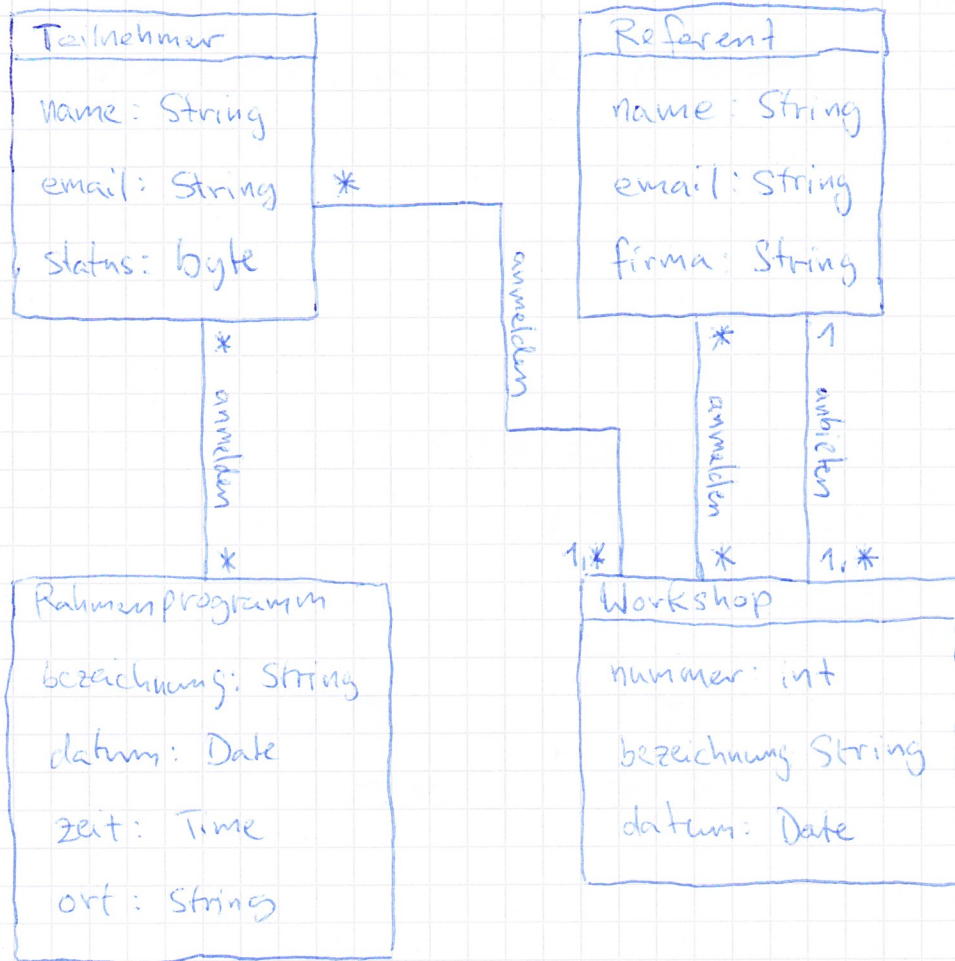 Teilnehmer
name: String
email: String
status: byte
*
anmelden
Referent
name: String
email: String
firma: String
*
anmelden
*
1
anbieten
1,*
*
anmelden
1,*
Rahmenprogramm
bezeichnung: String
datum: Date
zeit: Time
ort: String
*
Workshop
nummer: int
bezeichnung String
datum: Date